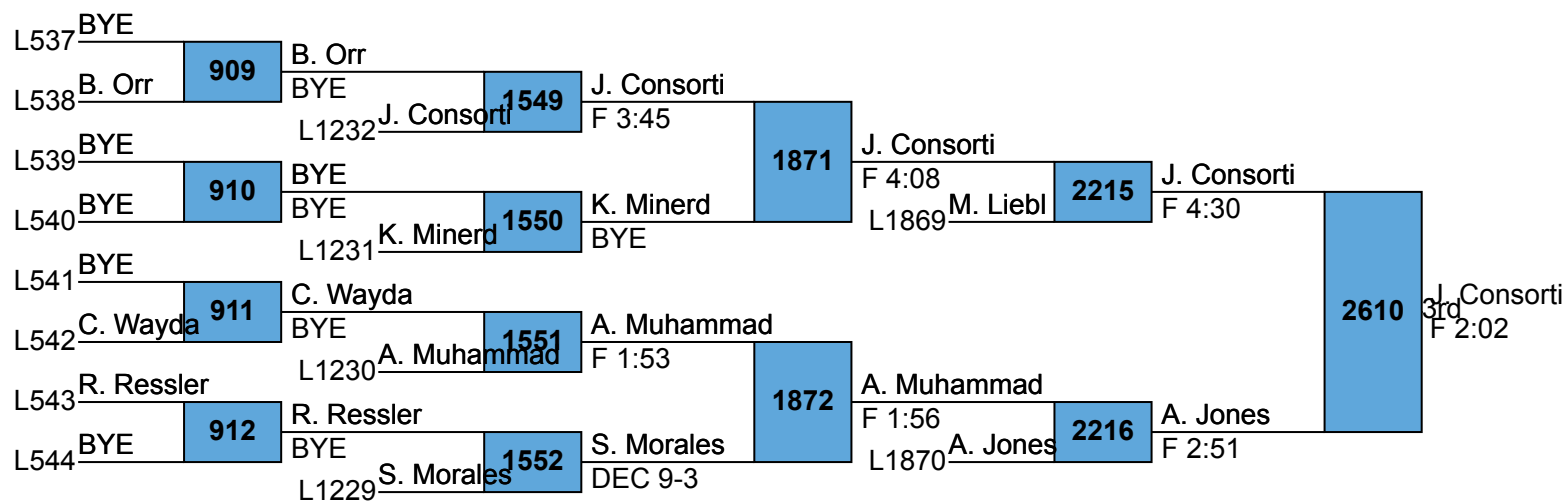 BYE
L537
909
B. Orr
B. Orr
BYE
L538
1549
J. Consorti
F 3:45
J. Consorti
L1232
BYE
L539
1871
J. Consorti
F 4:08
910
BYE
BYE
BYE
L540
1550
K. Minerd
BYE
K. Minerd
L1231
M. Liebl
L1869
2215
J. Consorti
F 4:30
BYE
L541
911
C. Wayda
BYE
C. Wayda
L542
1551
A. Muhammad
F 1:53
A. Muhammad
L1230
2610
3rd
J. Consorti
F 2:02
R. Ressler
L543
1872
A. Muhammad
F 1:56
912
R. Ressler
BYE
BYE
L544
1552
S. Morales
DEC 9-3
S. Morales
L1229
A. Jones
L1870
2216
A. Jones
F 2:51